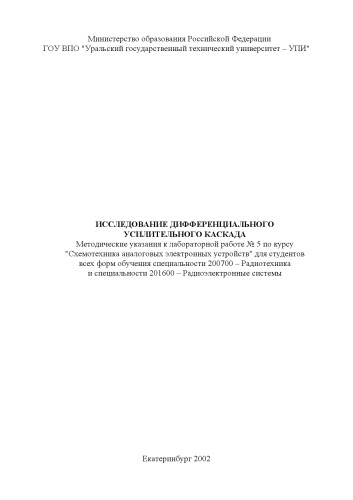 Министерство образования Российской Федерации
ГОУ ВПО "Уральский государственный технический университет – УПИ"
ИССЛЕДОВАНИЕ ДИФФЕРЕНЦИАЛЬНОГО
УСИЛИТЕЛЬНОГО КАСКАДА
Методические указания к лабораторной работе № 5 по курсу
"Схемотехника аналоговых электронных устройств" для студентов
всех форм обучения специальности 200700 – Радиотехника
и специальности 201600 – Радиоэлектронные системы
Екатеринбург 2002